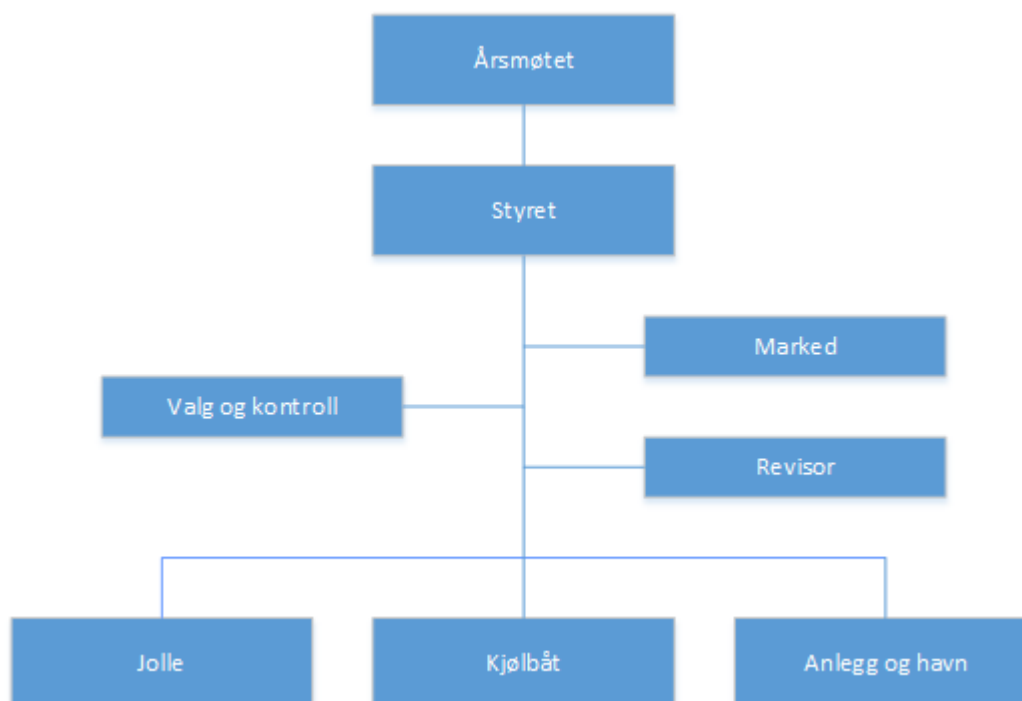 Årsmøtet
Styret
Marked
Valg og kontroll
Revisor
Jolle
Kjølbåt
Anlegg og havn